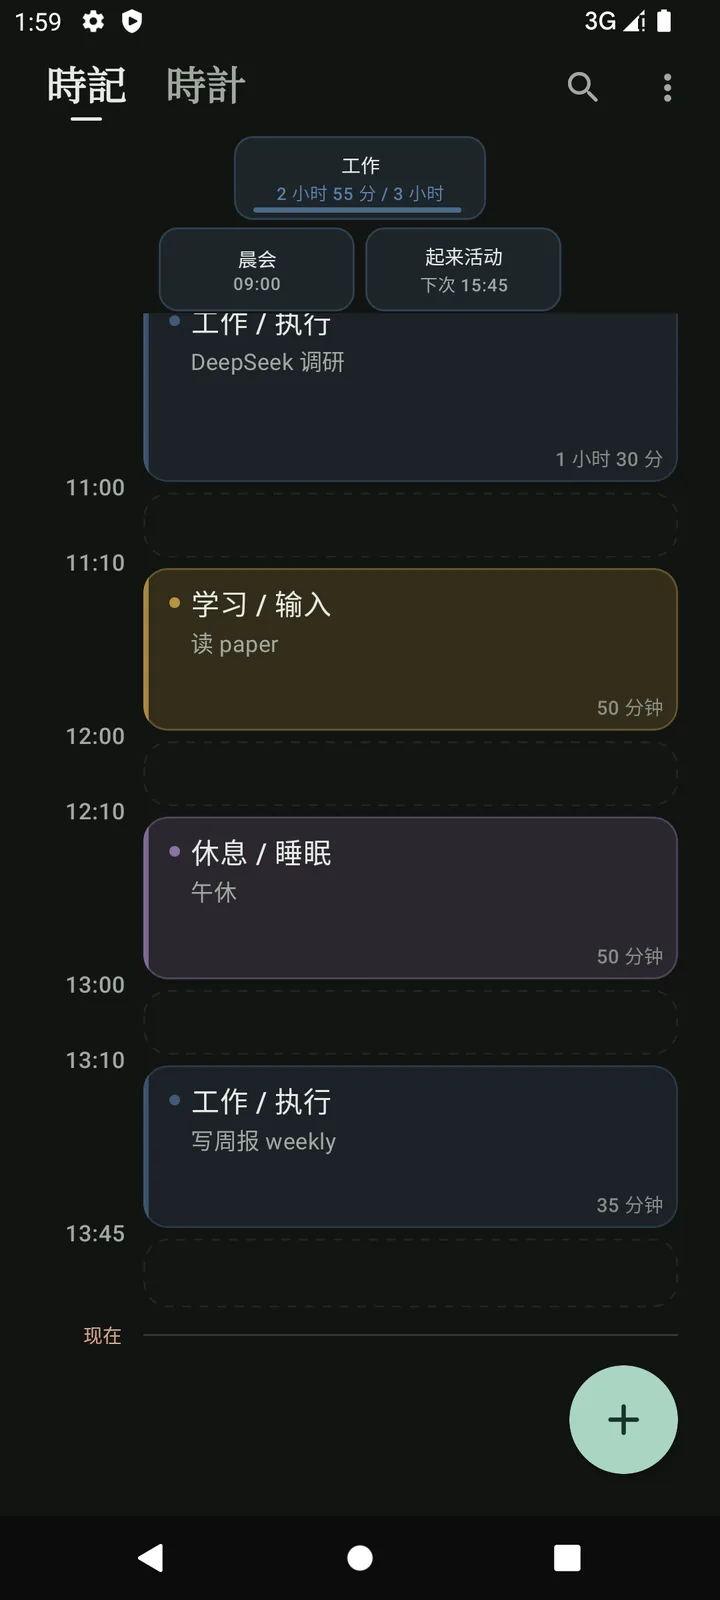 1:59 3G
時記 時計
工作
2 小时 55 分 / 3 小时
晨会
09:00
起来活动
下次 15:45
工作 / 执行
DeepSeek 调研
1 小时 30 分
11:00
11:10
学习 / 输入
读 paper
50 分钟
12:00
12:10
休息 / 睡眠
午休
50 分钟
13:00
13:10
工作 / 执行
写周报 weekly
35 分钟
13:45
现在